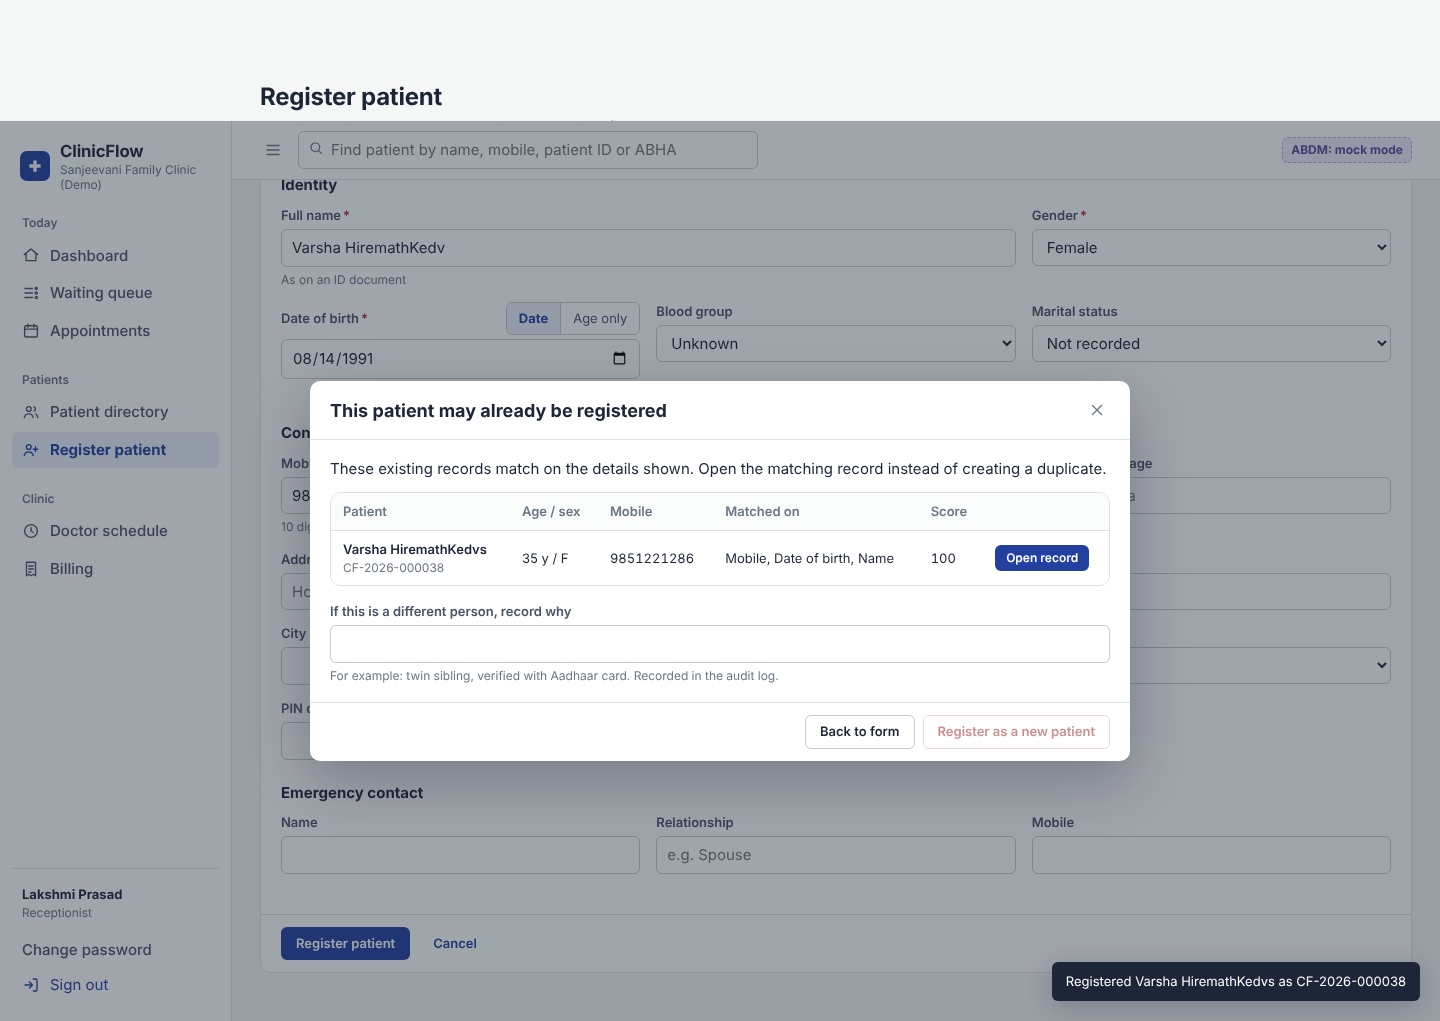 Register patient
ClinicFlow
Sanjeevani Family Clinic
(Demo)
Find patient by name, mobile, patient ID or ABHA
ABDM: mock mode
Today
Dashboard
Waiting queue
Appointments
Patients
Patient directory
Register patient
Clinic
Doctor schedule
Billing
Lakshmi Prasad
Receptionist
Change password
Sign out
Identity
Full name *
Gender *
Varsha HiremathKedv
Female
As on an ID document
Date of birth *
Date
Age only
Blood group
Marital status
08/14/1991
Unknown
Not recorded
This patient may already be registered
These existing records match on the details shown. Open the matching record instead of creating a duplicate.
Patient Age / sex Mobile Matched on Score
Varsha HiremathKedvs
CF-2026-000038
35 y / F
9851221286
Mobile, Date of birth, Name
100
Open record
If this is a different person, record why
For example: twin sibling, verified with Aadhaar card. Recorded in the audit log.
Back to form
Register as a new patient
City
Emergency contact
Name
Relationship
Mobile
e.g. Spouse
Register patient
Cancel
Registered Varsha HiremathKedvs as CF-2026-000038